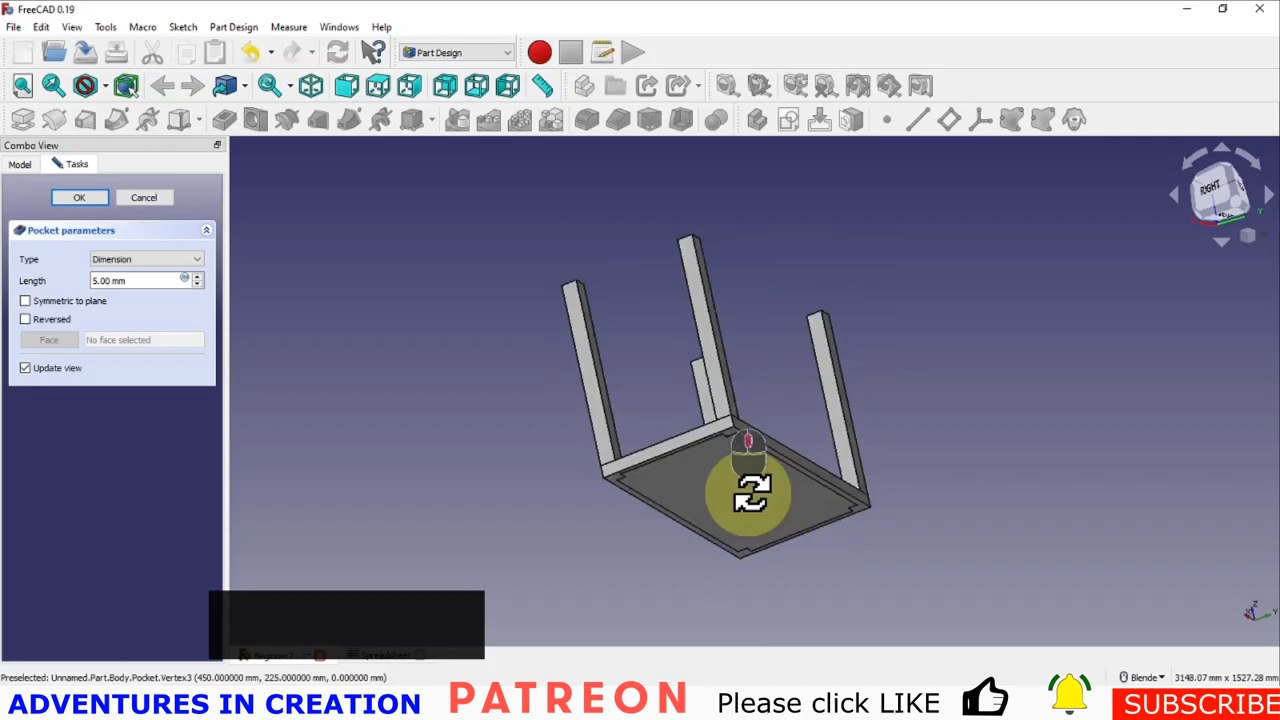 FreeCAD 0.19
File Edit View Tools Macro Sketch Part Design Measure Windows Help
Part Design
Combo View
Model Tasks
OK Cancel
Pocket parameters
Type Dimension
Length 5.00 mm
Symmetric to plane
Reversed
Face No face selected
Update view
RIGHT
Z
Y
Spreadsheet
Preselected: Unnamed.Part.Body.Pocket.Vertex3 (450.000000 mm, 225.000000 mm, 0.000000 mm)
Blende 3148.07 mm x 1527.28 mm
ADVENTURES IN CREATION PATREON Please click LIKE SUBSCRIBE